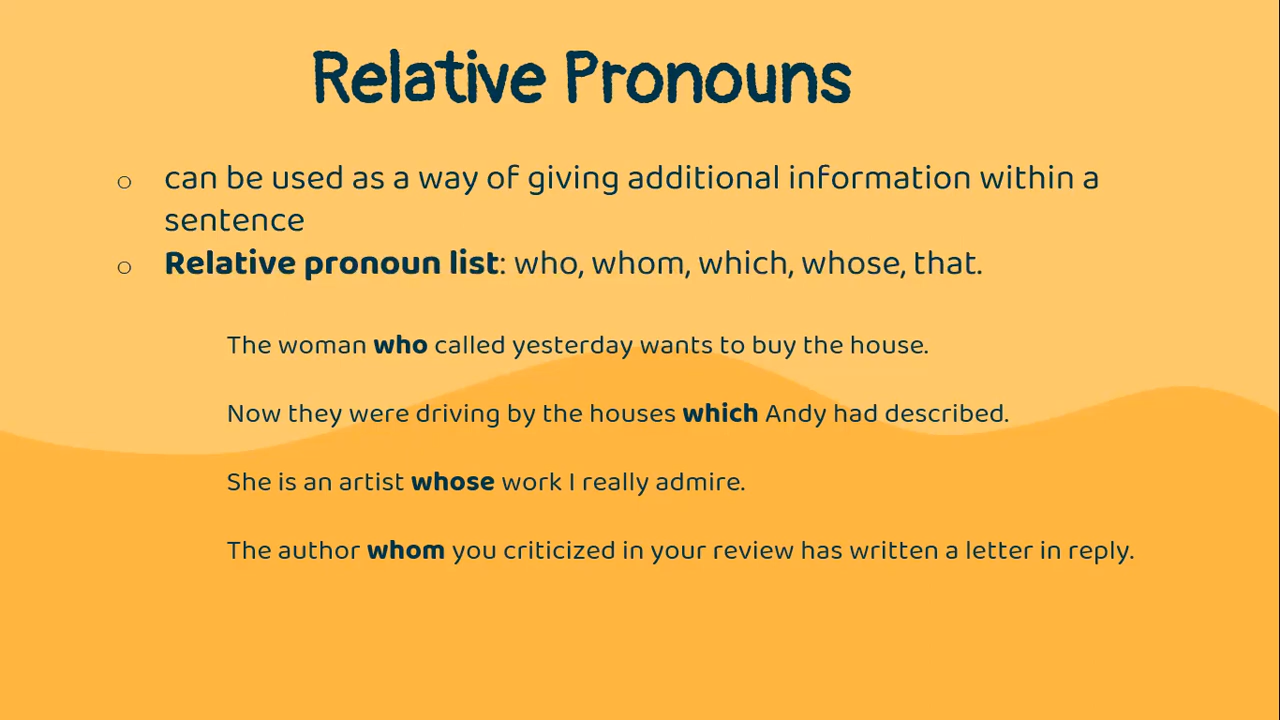 Relative Pronouns
○ can be used as a way of giving additional information within a
sentence
○ Relative pronoun list: who, whom, which, whose, that.
The woman who called yesterday wants to buy the house.
Now they were driving by the houses which Andy had described.
She is an artist whose work I really admire.
The author whom you criticized in your review has written a letter in reply.